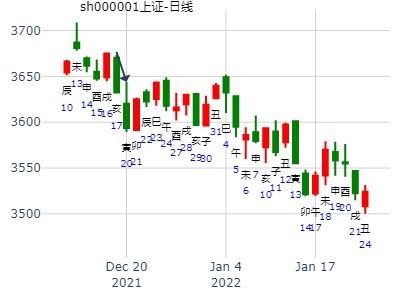 sh000001上证-日线
3700
3650
3600
3550
3500
辰 未 申 酉 戌 亥 寅 卯 辰 巳 午 酉 戌 亥 子 丑 巳 午 未 申 亥 子 丑 寅 卯 午 未 申 酉 戌 丑
10 13 14 15 16 17 20 21 22 23 24 27 28 29 30 31 4 5 6 7 10 11 12 13 14 17 18 19 20 21 24
Dec 20 Jan 4 Jan 17
2021 2022